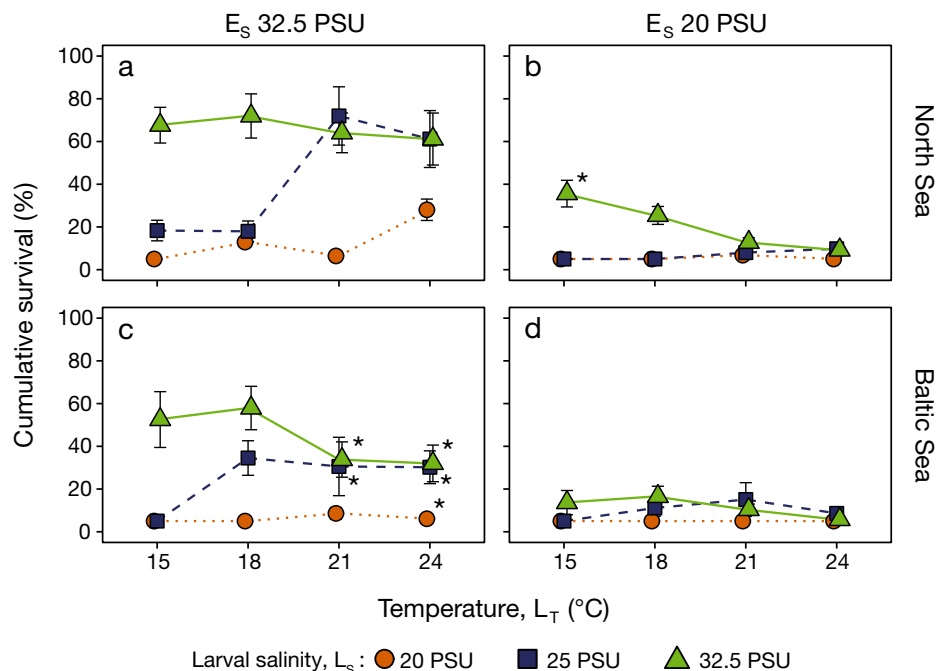 E_S 32.5 PSU
E_S 20 PSU
100
80
60
40
20
0
a
b
*
North Sea
Cumulative survival (%)
100
80
60
40
20
0
c
*
*
*
*
*
d
Baltic Sea
15
18
21
24
15
18
21
24
Temperature, L_T (°C)
Larval salinity, L_S : 20 PSU 25 PSU 32.5 PSU